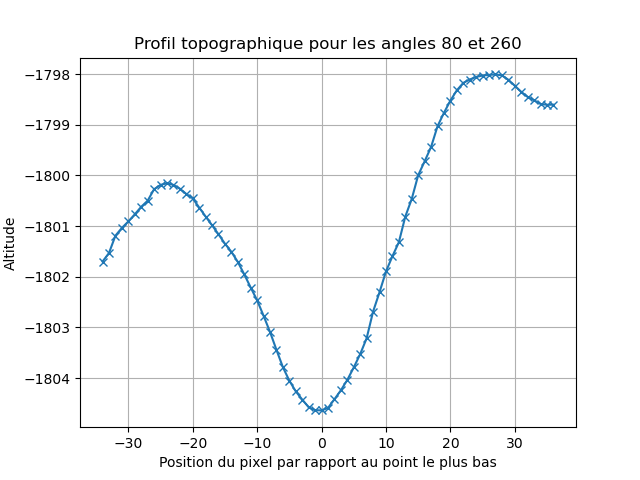 Profil topographique pour les angles 80 et 260
−1798
−1799
−1800
−1801
−1802
−1803
−1804
Altitude
−30 −20 −10 0 10 20 30
Position du pixel par rapport au point le plus bas